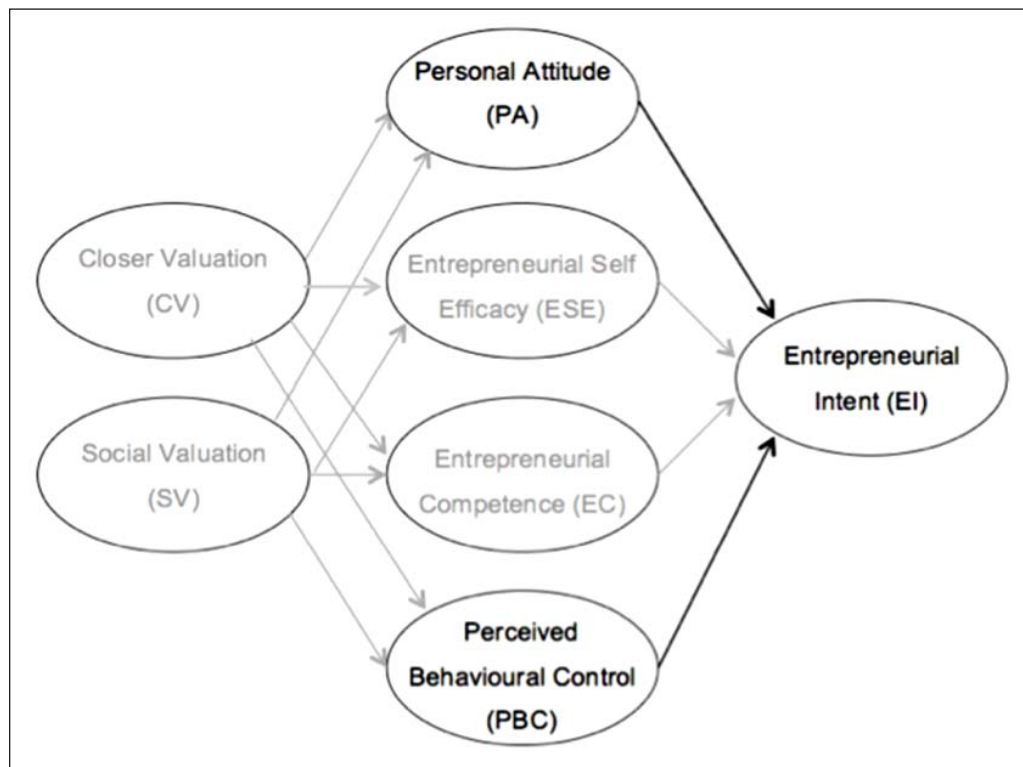 Personal Attitude
(PA)
Closer Valuation
(CV)
Entrepreneurial Self
Efficacy (ESE)
Entrepreneurial
Intent (EI)
Social Valuation
(SV)
Entrepreneurial
Competence (EC)
Perceived
Behavioural Control
(PBC)